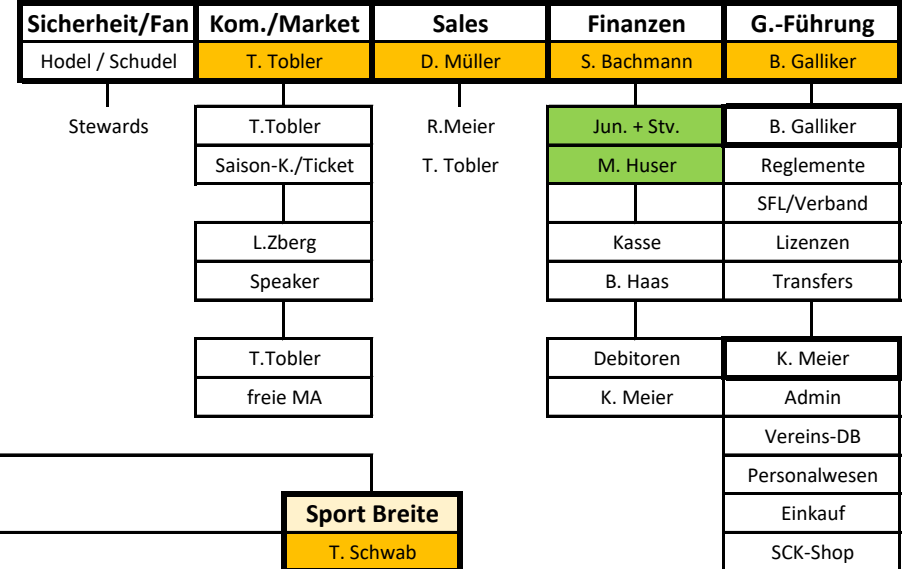 Sicherheit/Fan Kom./Market Sales Finanzen G.-Führung
Hodel / Schudel T. Tobler D. Müller S. Bachmann B. Galliker
Stewards T.Tobler R.Meier Jun. + Stv. B. Galliker
Saison-K./Ticket T. Tobler M. Huser Reglemente
SFL/Verband
L.Zberg Kasse Lizenzen
Speaker B. Haas Transfers
T.Tobler Debitoren K. Meier
freie MA K. Meier Admin
Vereins-DB
Personalwesen
Sport Breite Einkauf
T. Schwab SCK-Shop